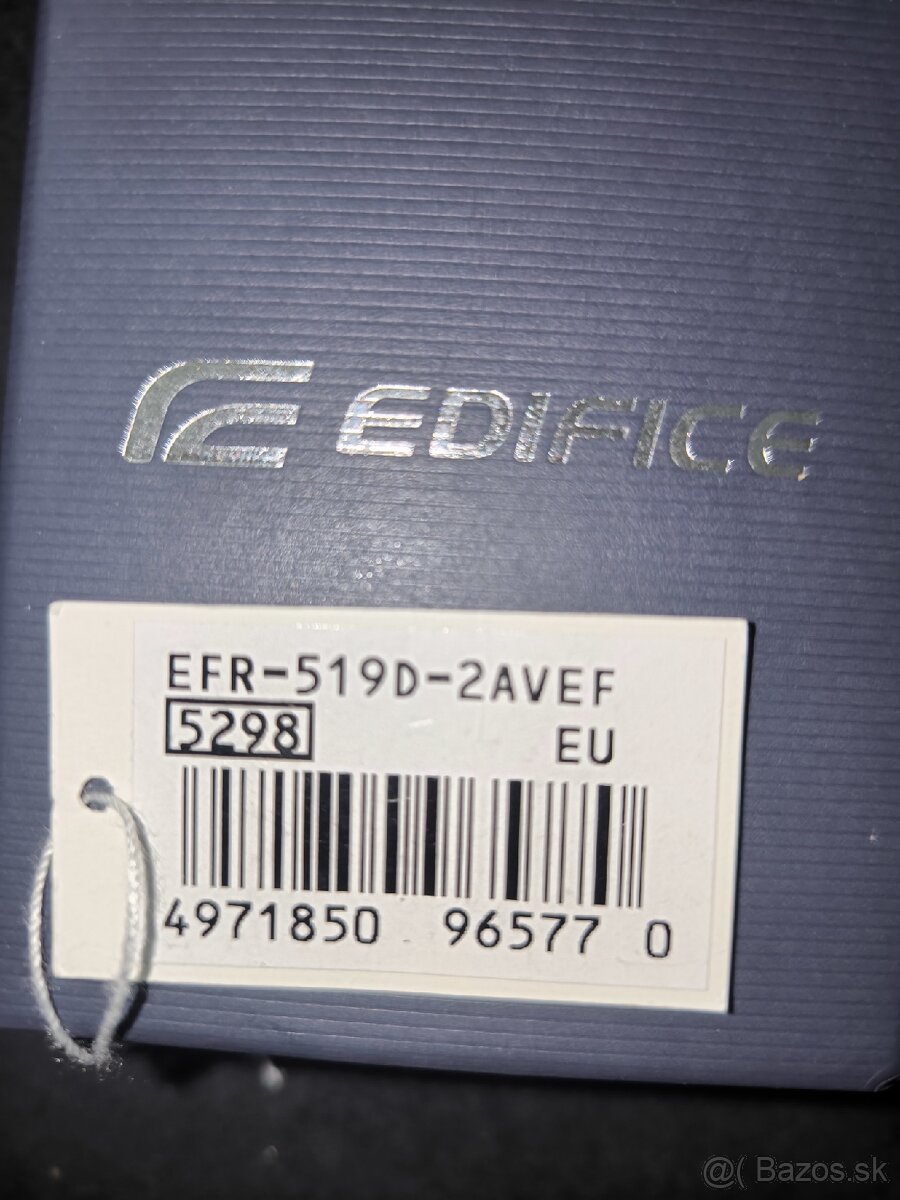 EDIFICE
EFR-519D-2AVEF
5298 EU
4971850 96577 0
@( Bazos.sk